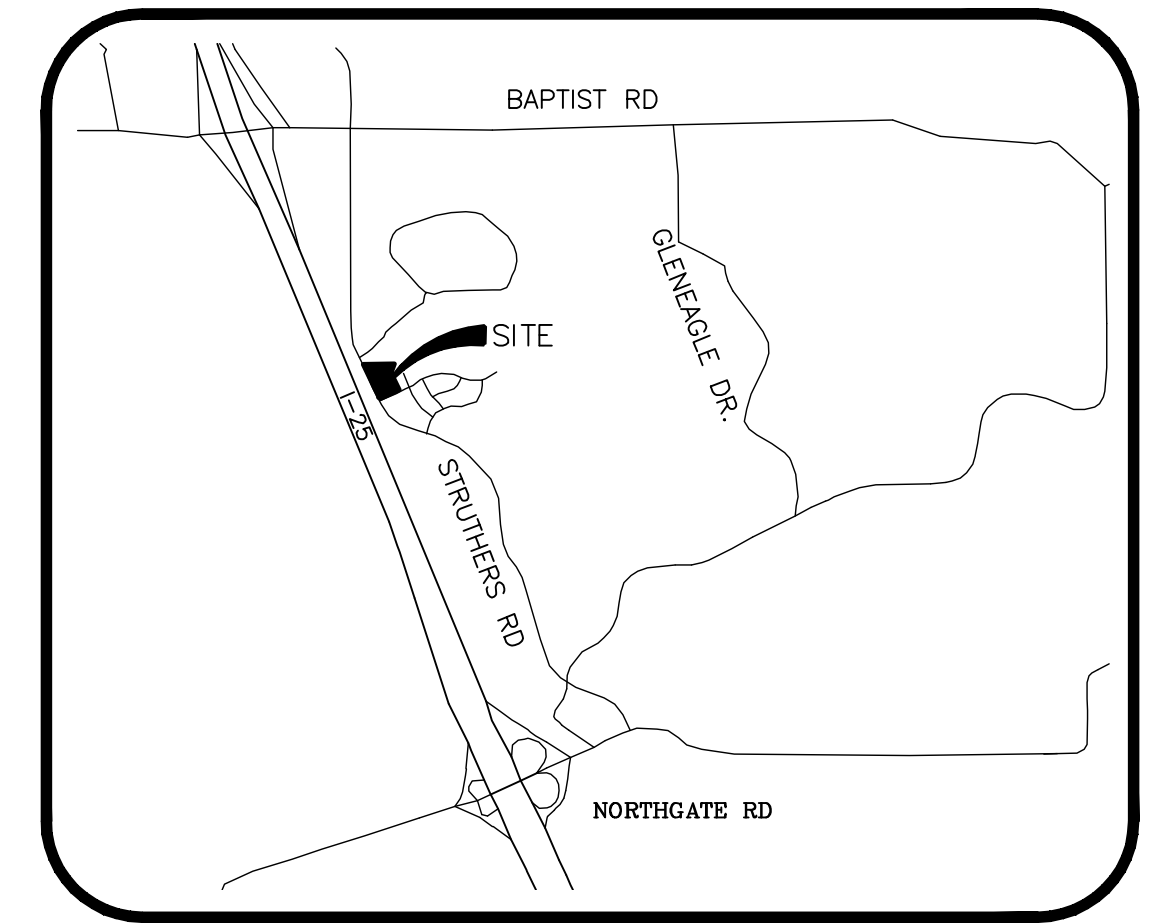 BAPTIST RD
GLENEAGLE DR.
SITE
I-25
STRUTHERS RD
NORTHGATE RD